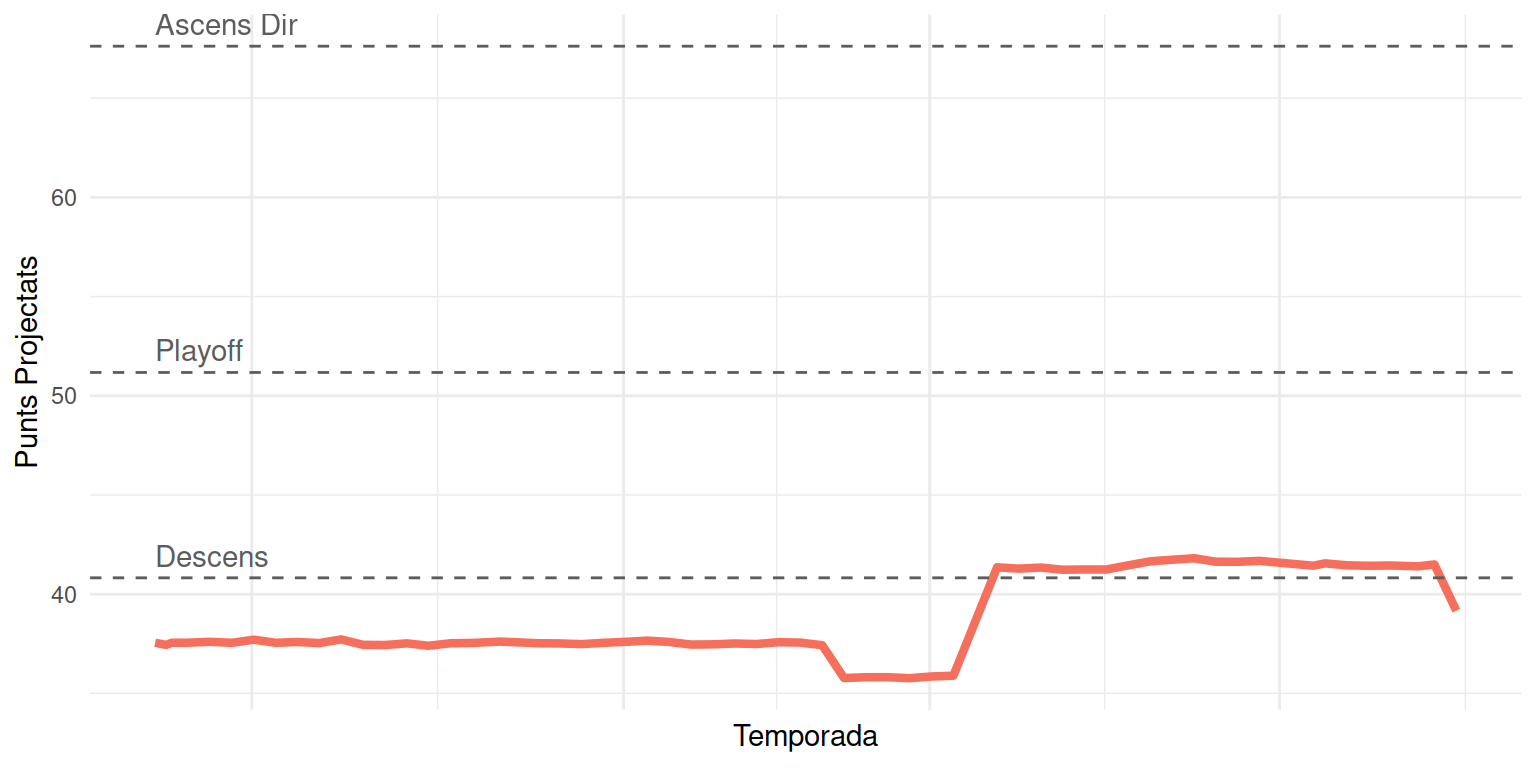 Ascens Dir
60
Playoff
50
Descens
40
Punts Projectats
Temporada